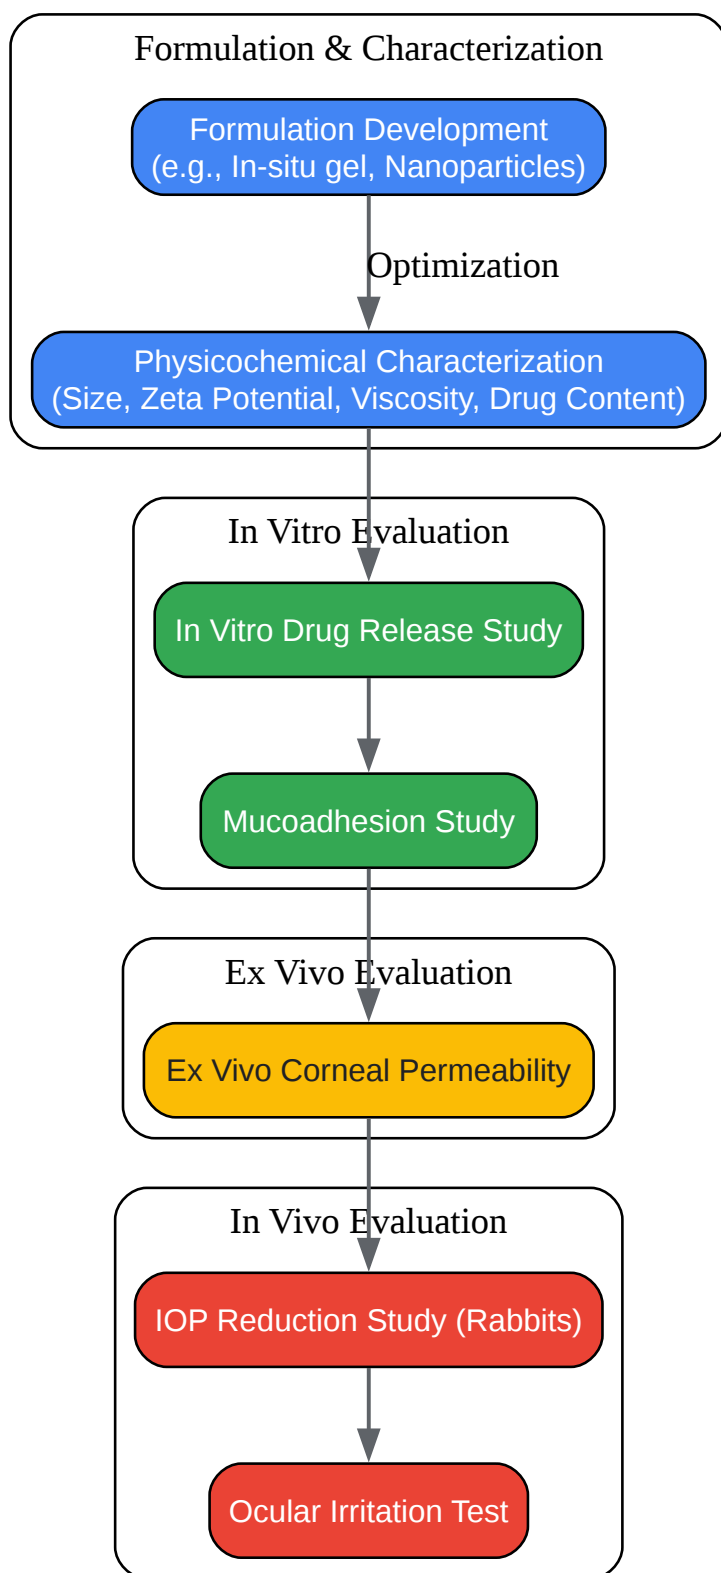 Formulation & Characterization
Formulation Development
(e.g., In-situ gel, Nanoparticles)
Optimization
Physicochemical Characterization
(Size, Zeta Potential, Viscosity, Drug Content)
In Vitro Evaluation
In Vitro Drug Release Study
Mucoadhesion Study
Ex Vivo Evaluation
Ex Vivo Corneal Permeability
In Vivo Evaluation
IOP Reduction Study (Rabbits)
Ocular Irritation Test